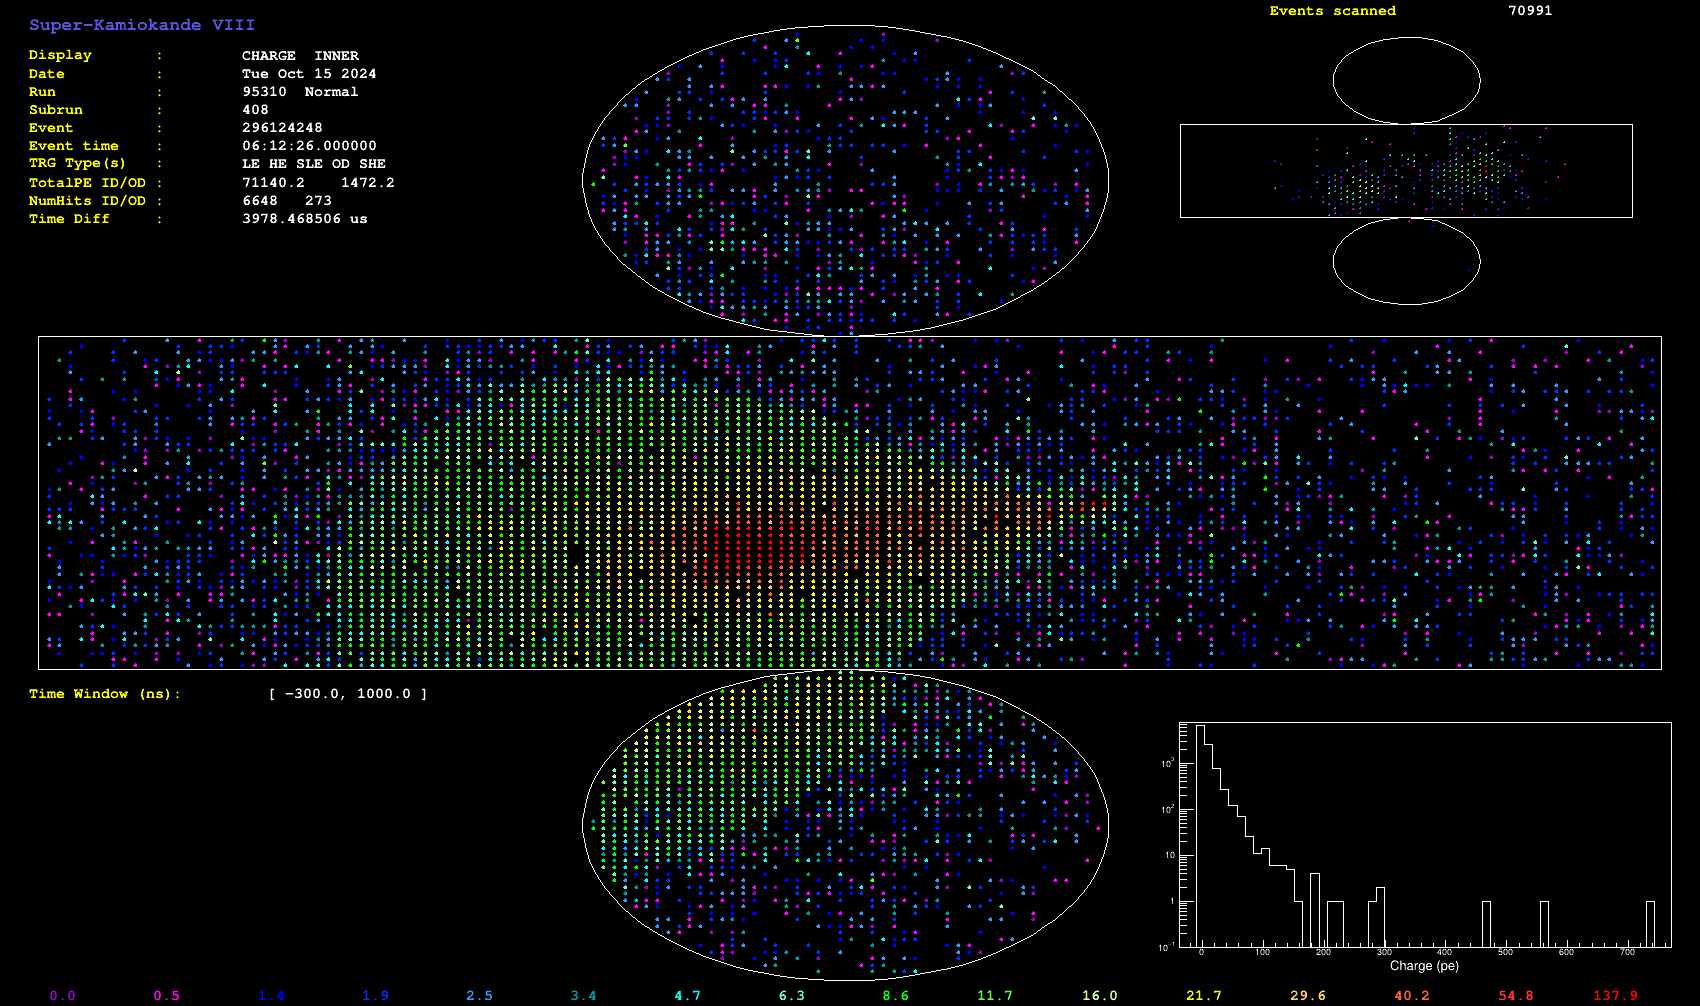 Super-Kamiokande VIII
Display : CHARGE INNER
Date : Tue Oct 15 2024
Run : 95310 Normal
Subrun : 408
Event : 296124248
Event time : 06:12:26.000000
TRG Type(s) : LE HE SLE OD SHE
TotalPE ID/OD : 71140.2 1472.2
NumHits ID/OD : 6648 273
Time Diff : 3978.468506 us
Events scanned 70991
Time Window (ns): [ -300.0, 1000.0 ]
10³
10²
10
1
10⁻¹
0 100 200 300 400 500 600 700
Charge (pe)
0.0 0.5 1.4 1.9 2.5 3.4 4.7 6.3 8.6 11.7 16.0 21.7 29.6 40.2 54.8 137.9